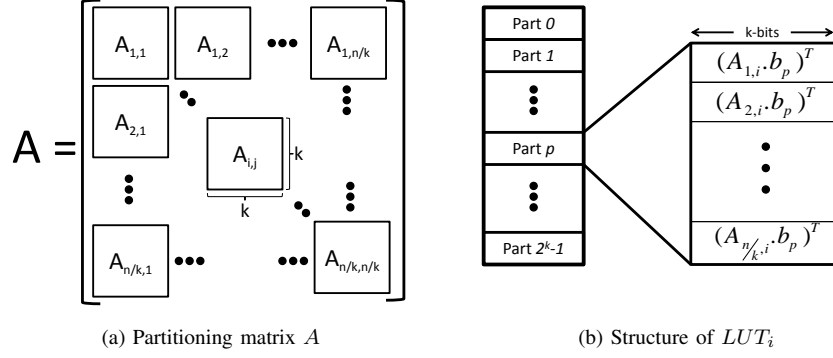 A =
A1,1 A1,2 ••• A1,n/k
A2,1
Ai,j
k
k
An/k,1 ••• ••• An/k,n/k
(a) Partitioning matrix A
Part 0
Part 1
Part p
Part 2^k-1
k-bits
(A1,i.bp)^T
(A2,i.bp)^T
(An/k,i.bp)^T
(b) Structure of LUTi